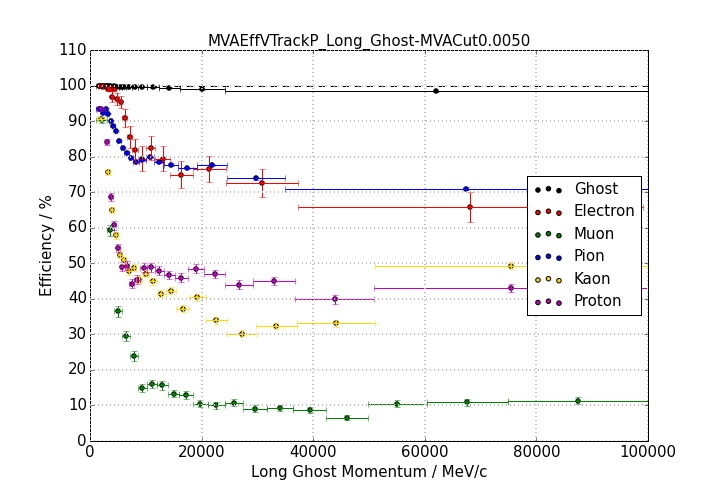 MVAEffVTrackP_Long_Ghost-MVACut0.0050
110
100
90
80
70
60
50
40
30
20
10
0
Efficiency / %
Ghost
Electron
Muon
Pion
Kaon
Proton
0 20000 40000 60000 80000 100000
Long Ghost Momentum / MeV/c